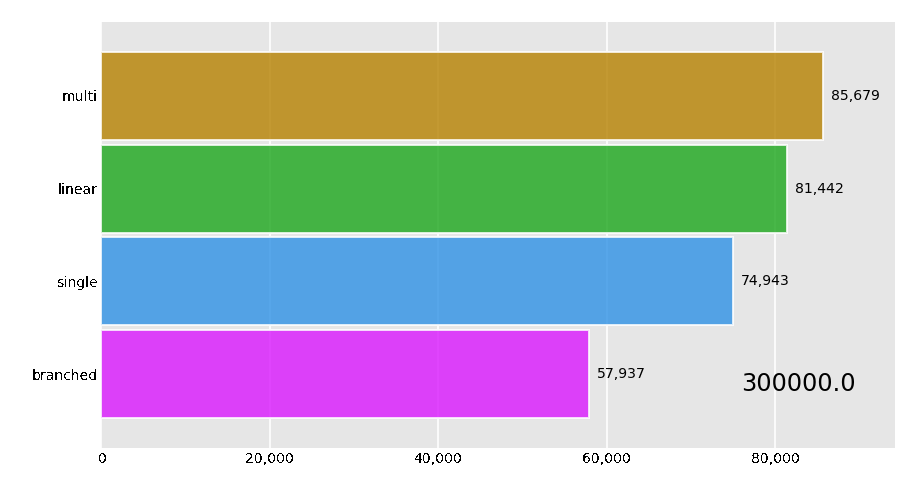 multi
85,679
linear
81,442
single
74,943
branched
57,937
300000.0
0
20,000
40,000
60,000
80,000